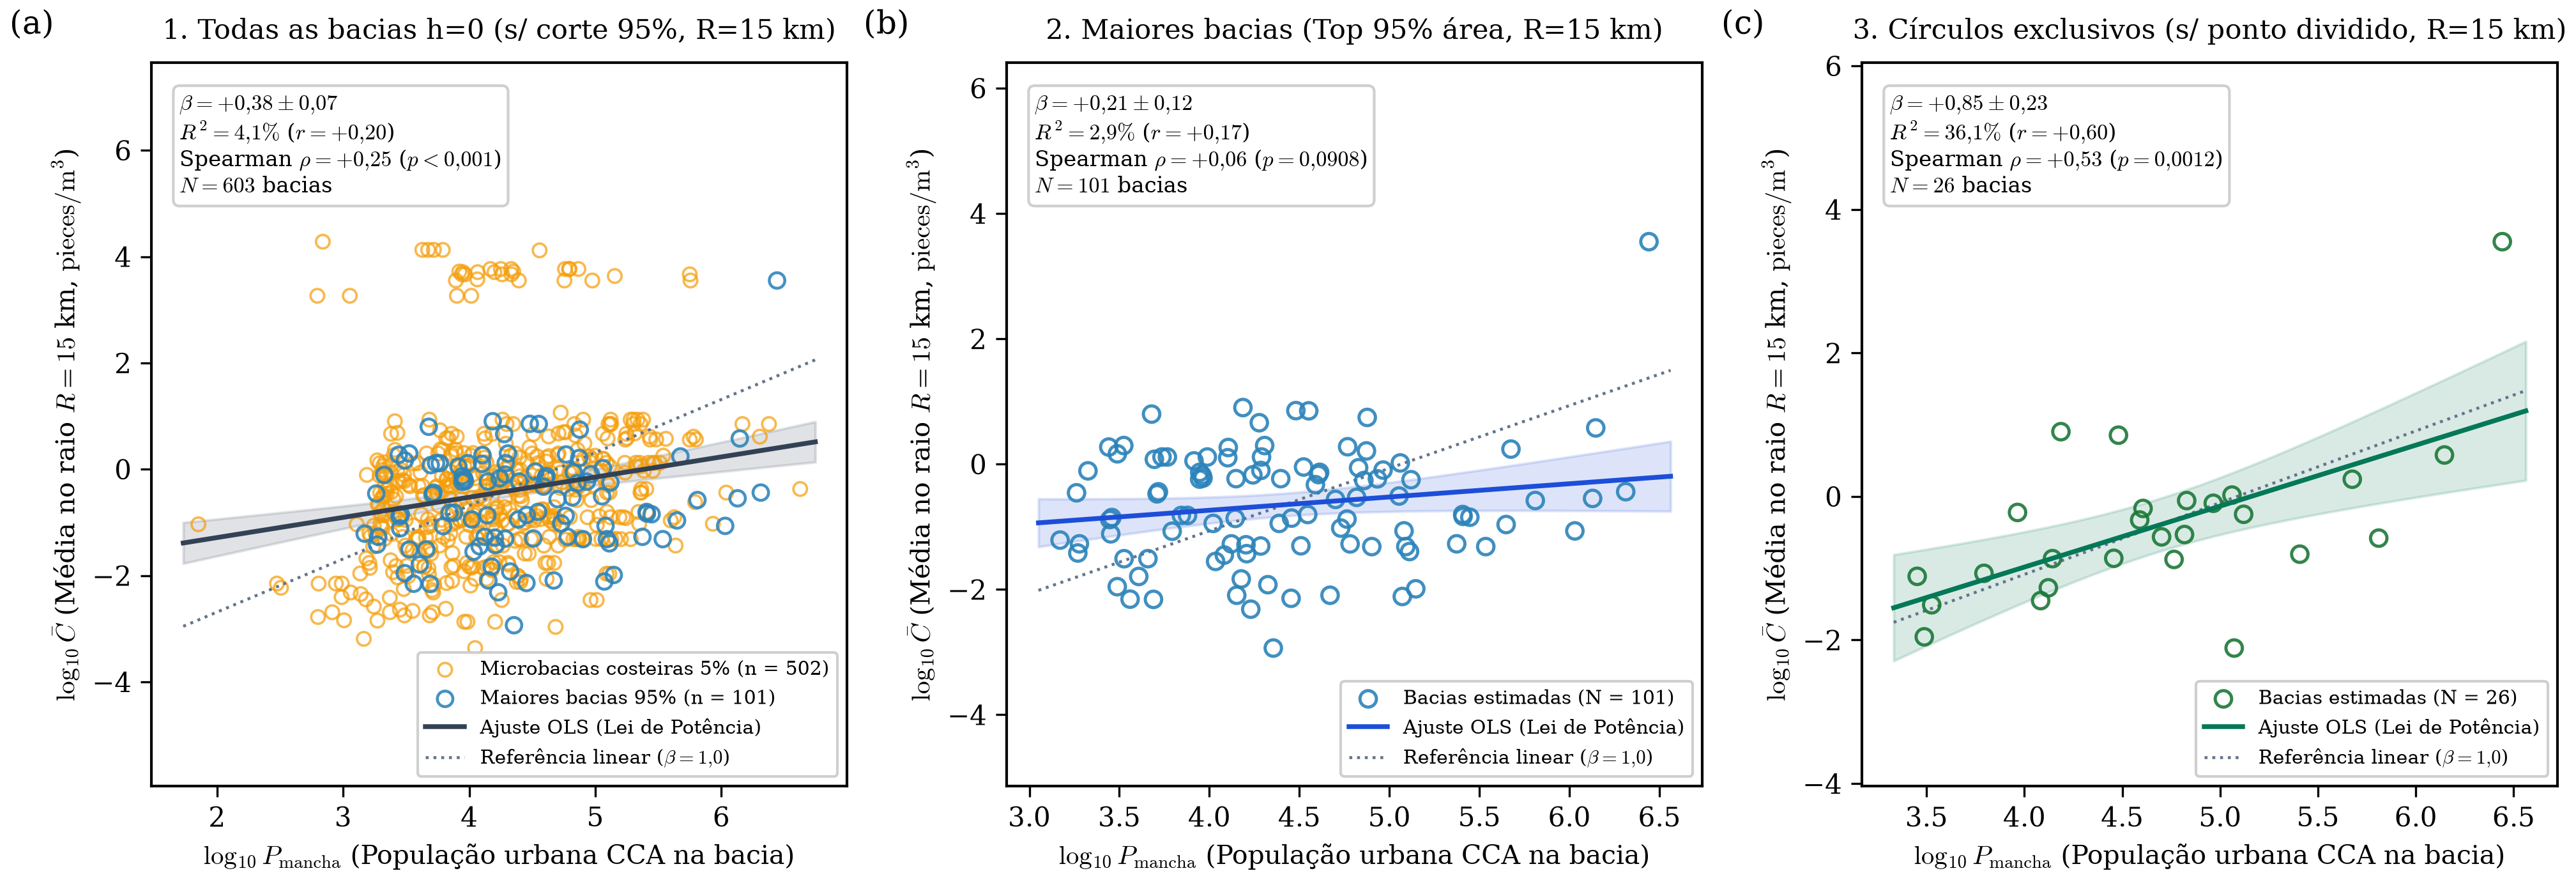 (a)
1. Todas as bacias h=0 (s/ corte 95%, R=15 km)
β = +0,38 ± 0,07
R² = 4,1% (r = +0,20)
Spearman ρ = +0,25 (p < 0,001)
N = 603 bacias
log₁₀ C̄ (Média no raio R = 15 km, pieces/m³)
6
4
2
0
−2
−4
Microbacias costeiras 5% (n = 502)
Maiores bacias 95% (n = 101)
Ajuste OLS (Lei de Potência)
Referência linear (β = 1,0)
2 3 4 5 6
log₁₀ P_mancha (População urbana CCA na bacia)
(b)
2. Maiores bacias (Top 95% área, R=15 km)
β = +0,21 ± 0,12
R² = 2,9% (r = +0,17)
Spearman ρ = +0,06 (p = 0,0908)
N = 101 bacias
log₁₀ C̄ (Média no raio R = 15 km, pieces/m³)
6
4
2
0
−2
−4
Bacias estimadas (N = 101)
Ajuste OLS (Lei de Potência)
Referência linear (β = 1,0)
3.0 3.5 4.0 4.5 5.0 5.5 6.0 6.5
log₁₀ P_mancha (População urbana CCA na bacia)
(c)
3. Círculos exclusivos (s/ ponto dividido, R=15 km)
β = +0,85 ± 0,23
R² = 36,1% (r = +0,60)
Spearman ρ = +0,53 (p = 0,0012)
N = 26 bacias
log₁₀ C̄ (Média no raio R = 15 km, pieces/m³)
6
4
2
0
−2
−4
Bacias estimadas (N = 26)
Ajuste OLS (Lei de Potência)
Referência linear (β = 1,0)
3.5 4.0 4.5 5.0 5.5 6.0 6.5
log₁₀ P_mancha (População urbana CCA na bacia)